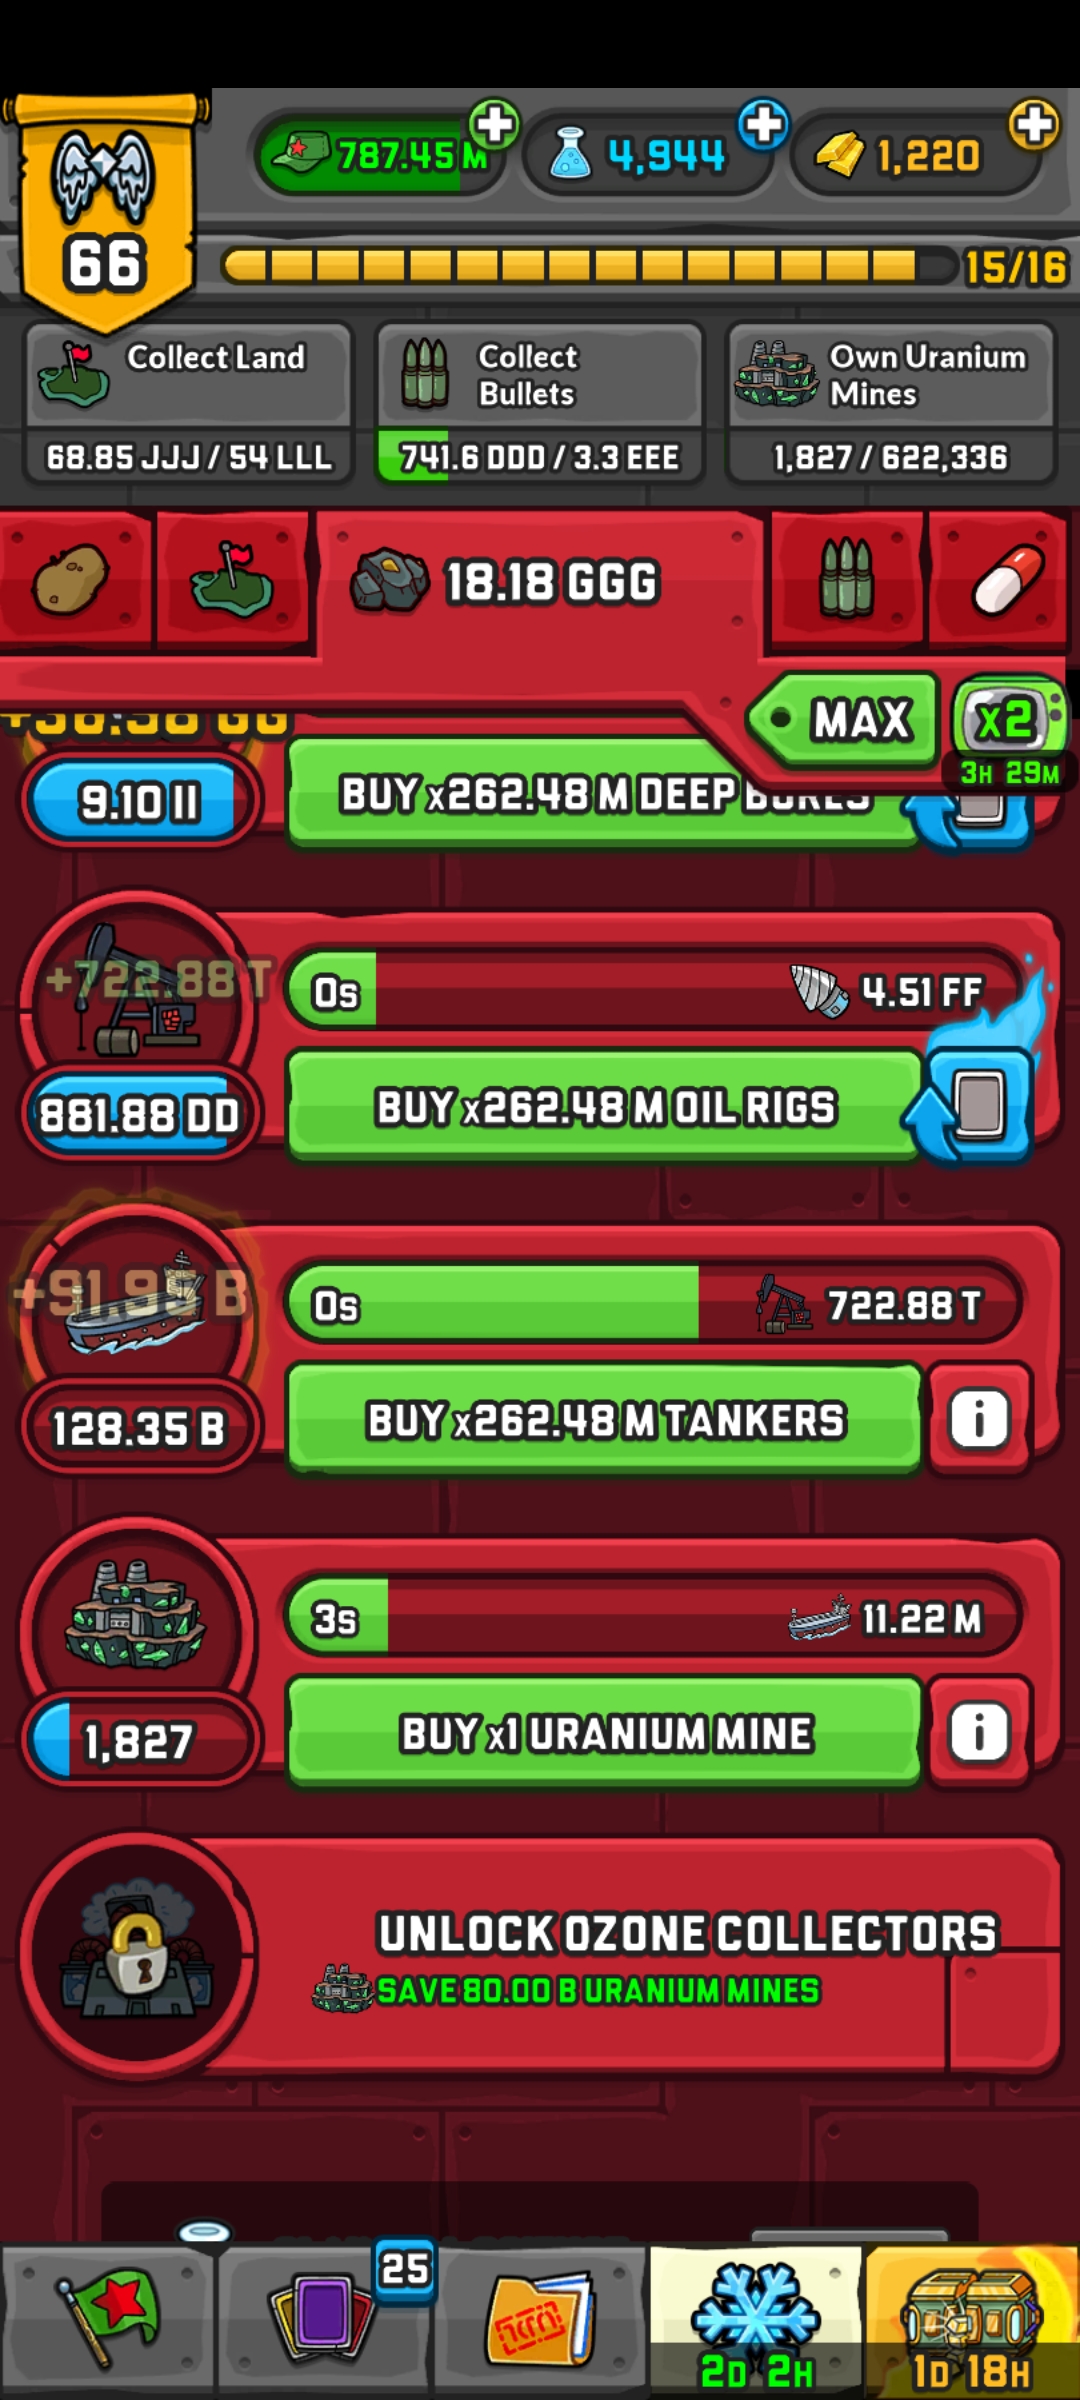 787.45 M
4,944
1,220
66
15/16
Collect Land
68.85 JJJ / 54 LLL
Collect
Bullets
741.6 DDD / 3.3 EEE
Own Uranium
Mines
1,827 / 622,336
18.18 GGG
MAX
x2
3H 29M
9.10 II
BUY x262.48 M DEEP BORES
+722.88 T
0s
4.51 FF
881.88 DD
BUY x262.48 M OIL RIGS
0s
722.88 T
128.35 B
BUY x262.48 M TANKERS
i
3s
11.22 M
1,827
BUY x1 URANIUM MINE
i
UNLOCK OZONE COLLECTORS
SAVE 80.00 B URANIUM MINES
25
2D 2H
1D 18H